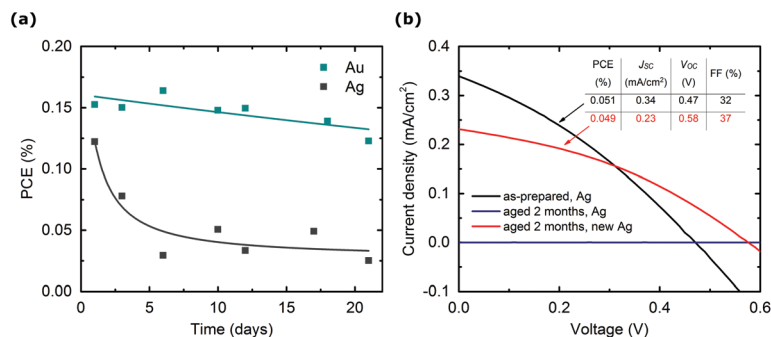 (a)
0.20
0.15
0.10
0.05
0.00
PCE (%)
Au
Ag
0 5 10 15 20
Time (days)
(b)
0.4
0.3
0.2
0.1
0.0
-0.1
Current density (mA/cm²)
PCE JSC VOC FF (%)
(%) (mA/cm²) (V)
0.051 0.34 0.47 32
0.049 0.23 0.58 37
as-prepared, Ag
aged 2 months, Ag
aged 2 months, new Ag
0.0 0.2 0.4 0.6
Voltage (V)